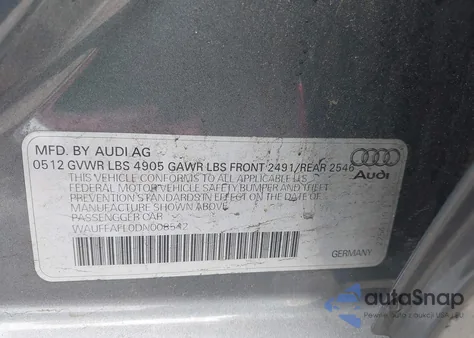 MFD. BY AUDI AG
0512 GVWR LBS 4905 GAWR LBS FRONT 2491/REAR 2546
THIS VEHICLE CONFORMS TO ALL APPLICABLE U.S.
FEDERAL MOTOR VEHICLE SAFETY BUMPER AND THEFT
PREVENTION STANDARDS IN EFFECT ON THE DATE OF
MANUFACTURE SHOWN ABOVE.
PASSENGGER CAR
WAUFFAFL0DN008542
Audi
GERMANY
autoSnap